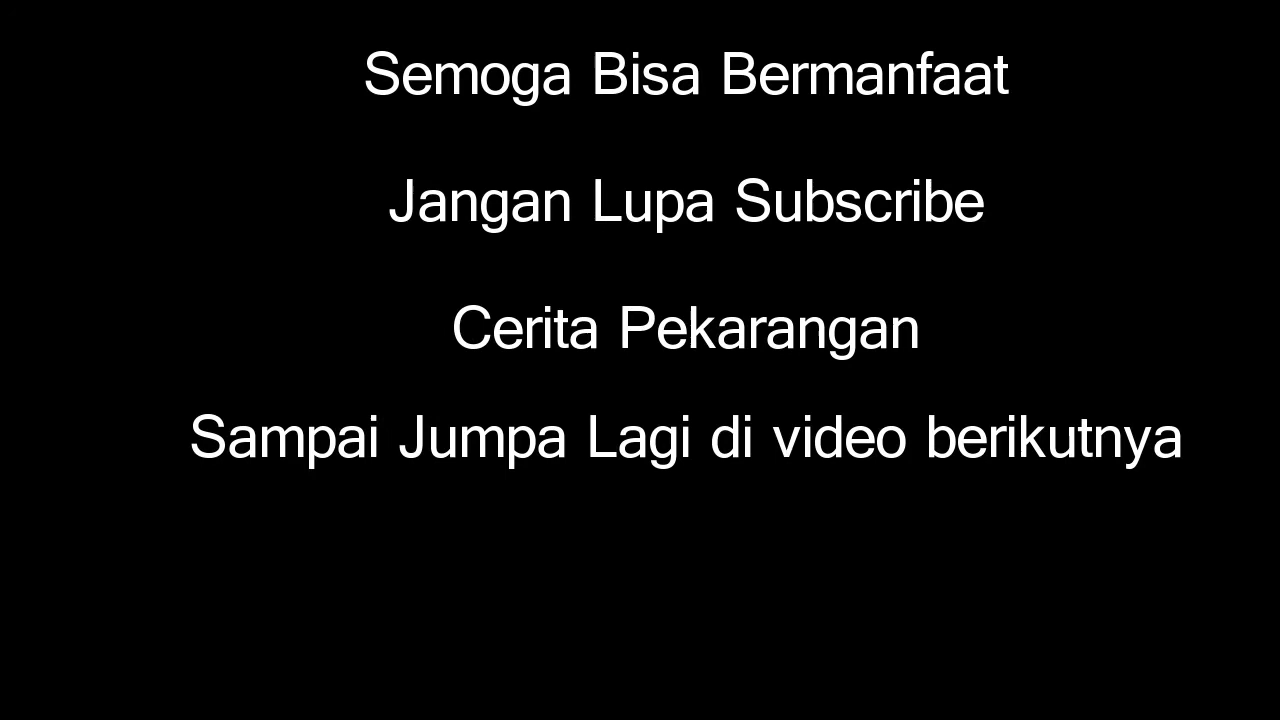 Semoga Bisa Bermanfaat
Jangan Lupa Subscribe
Cerita Pekarangan
Sampai Jumpa Lagi di video berikutnya